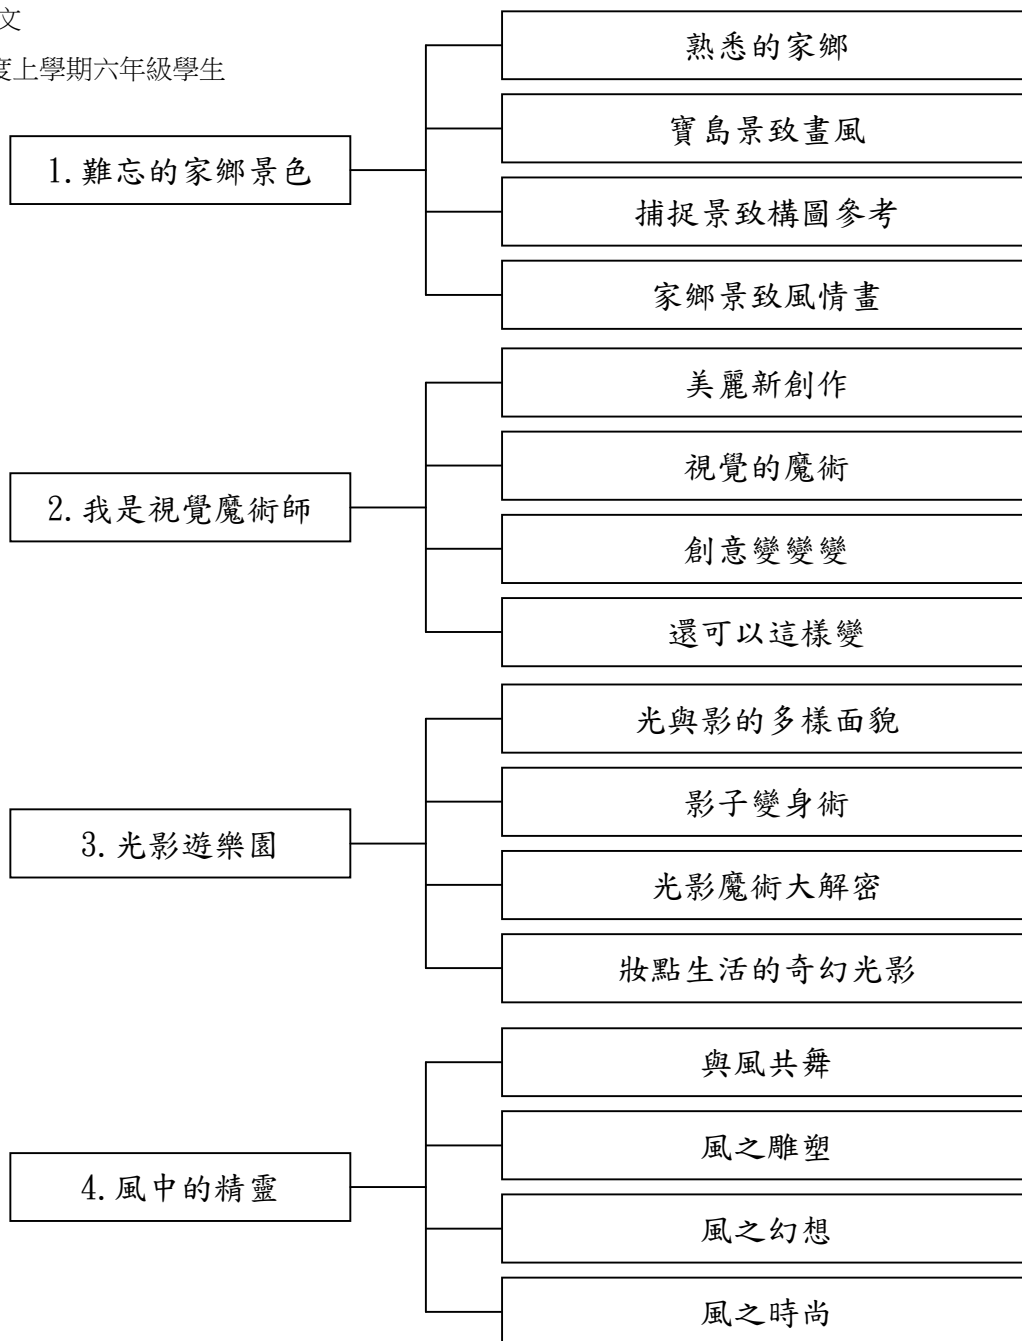 文
度上學期六年級學生
1.難忘的家鄉景色
熟悉的家鄉
寶島景致畫風
捕捉景致構圖參考
家鄉景致風情畫
2.我是視覺魔術師
美麗新創作
視覺的魔術
創意變變變
還可以這樣變
3.光影遊樂園
光與影的多樣面貌
影子變身術
光影魔術大解密
妝點生活的奇幻光影
4.風中的精靈
與風共舞
風之雕塑
風之幻想
風之時尚